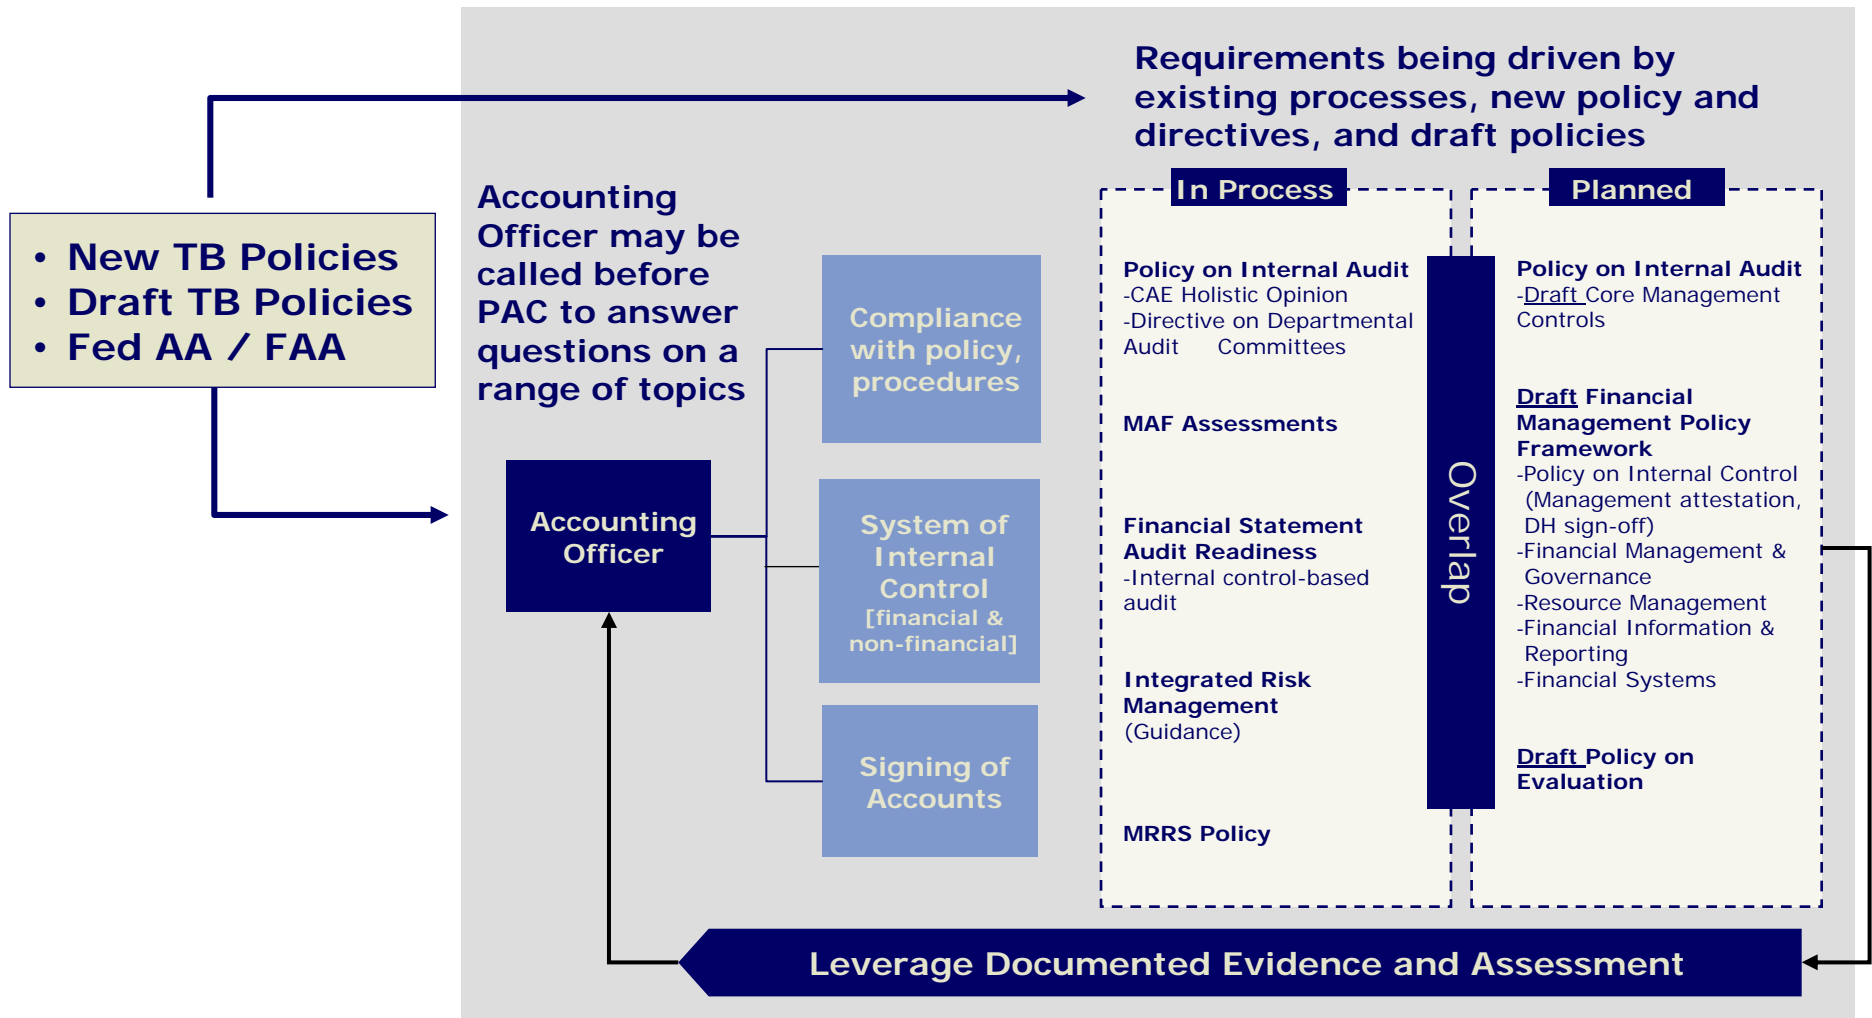 Requirements being driven by
existing processes, new policy and
directives, and draft policies
• New TB Policies
• Draft TB Policies
• Fed AA / FAA
Accounting
Officer may be
called before
PAC to answer
questions on a
range of topics
Accounting
Officer
Compliance
with policy,
procedures
System of
Internal
Control
[financial &
non-financial]
Signing of
Accounts
In Process
Policy on Internal Audit
-CAE Holistic Opinion
-Directive on Departmental
Audit Committees
MAF Assessments
Financial Statement
Audit Readiness
-Internal control-based
audit
Integrated Risk
Management
(Guidance)
MRRS Policy
Overlap
Planned
Policy on Internal Audit
-Draft Core Management
Controls
Draft Financial
Management Policy
Framework
-Policy on Internal Control
(Management attestation,
DH sign-off)
-Financial Management &
Governance
-Resource Management
-Financial Information &
Reporting
-Financial Systems
Draft Policy on
Evaluation
Leverage Documented Evidence and Assessment